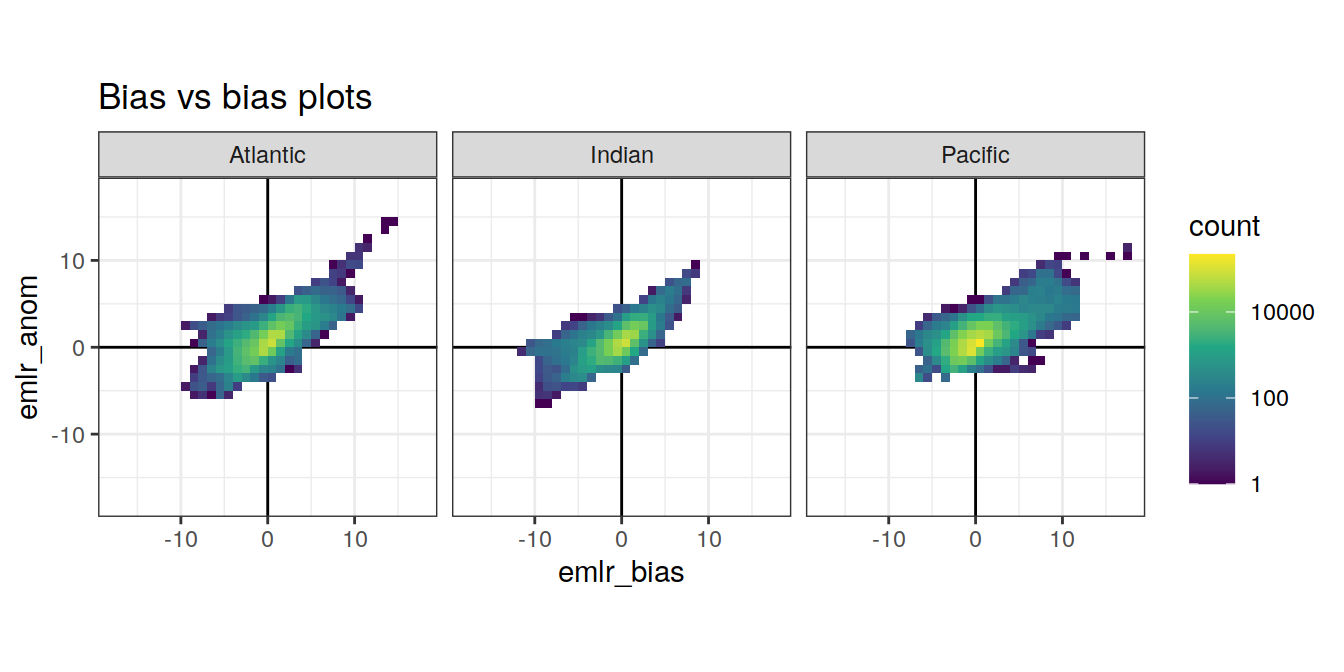 Bias vs bias plots
Atlantic
Indian
Pacific
count
10000
100
1
emlr_anom
10
0
-10
-10 0 10
-10 0 10
-10 0 10
emlr_bias